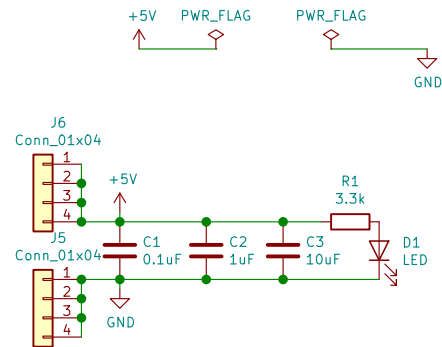 +5V PWR_FLAG PWR_FLAG
GND
J6
Conn_01x04
1
2
3
4
+5V
R1
3.3k
J5
Conn_01x04
1
2
3
4
C1
0.1uF
C2
1uF
C3
10uF
D1
LED
GND